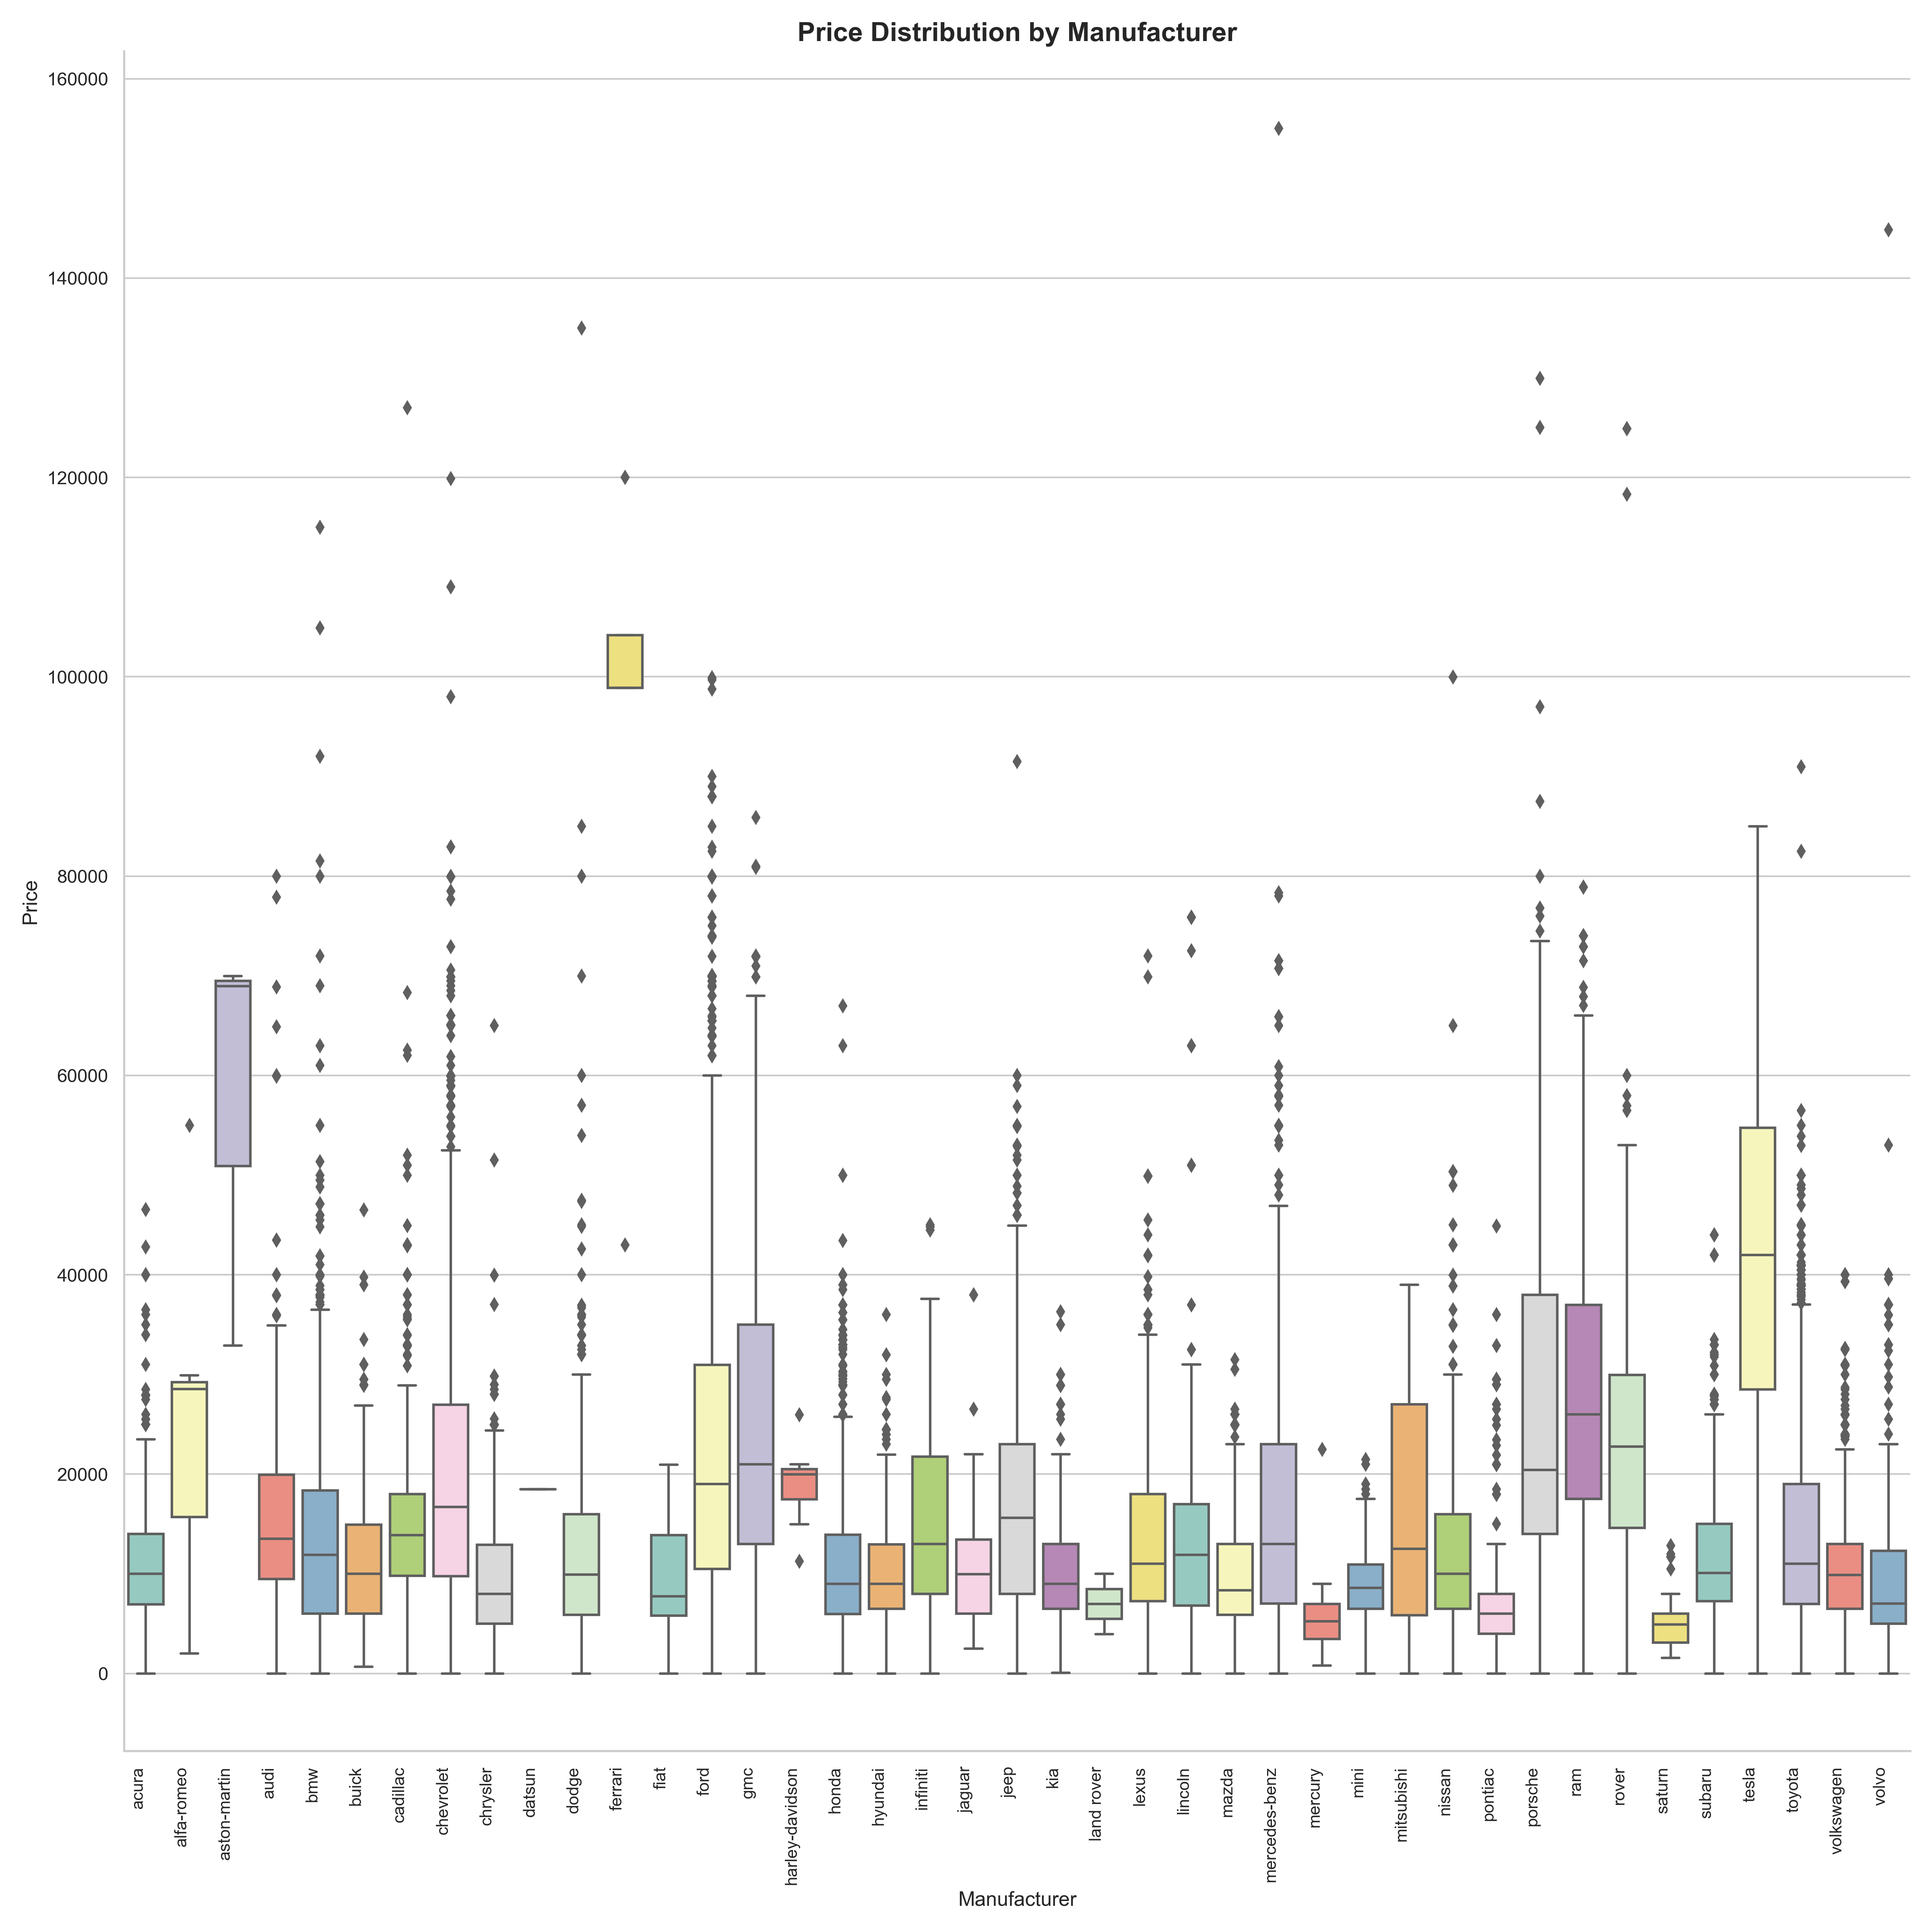 Price Distribution by Manufacturer
160000
140000
120000
100000
80000
60000
40000
20000
0
Price
acura
alfa-romeo
aston-martin
audi
bmw
buick
cadillac
chevrolet
chrysler
datsun
dodge
ferrari
fiat
ford
gmc
harley-davidson
honda
hyundai
infiniti
jaguar
jeep
kia
land rover
lexus
lincoln
mazda
mercedes-benz
mercury
mini
mitsubishi
nissan
pontiac
porsche
ram
rover
saturn
subaru
tesla
toyota
volkswagen
volvo
Manufacturer